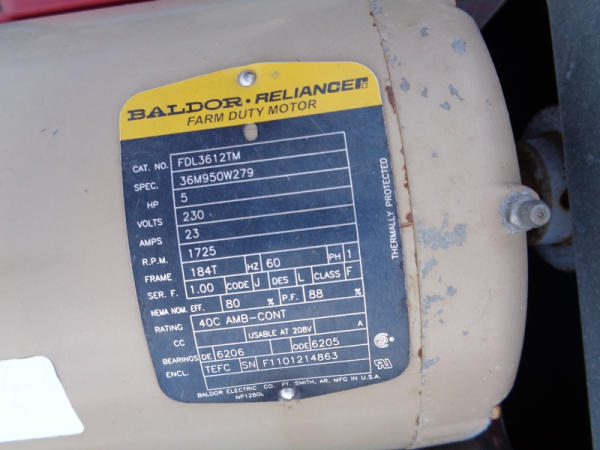 BALDOR · RELIANCE
FARM DUTY MOTOR
CAT. NO. FDL3612TM
SPEC. 36M950W279
HP 5
VOLTS 230
AMPS 23
R.P.M. 1725
FRAME 184T HZ 60 PH 1
SER. F. 1.00 CODE J DES L CLASS F
NEMA NOM. EFF. 80 % P.F. 88 %
RATING 40C AMB-CONT
CC USABLE AT 208V A
BEARINGS DE 6206 ODE 6205
ENCL. TEFC SN F1101214863
BALDOR ELECTRIC CO. FT. SMITH, AR. MFG IN U.S.A.
NP1260L
THERMALLY PROTECTED